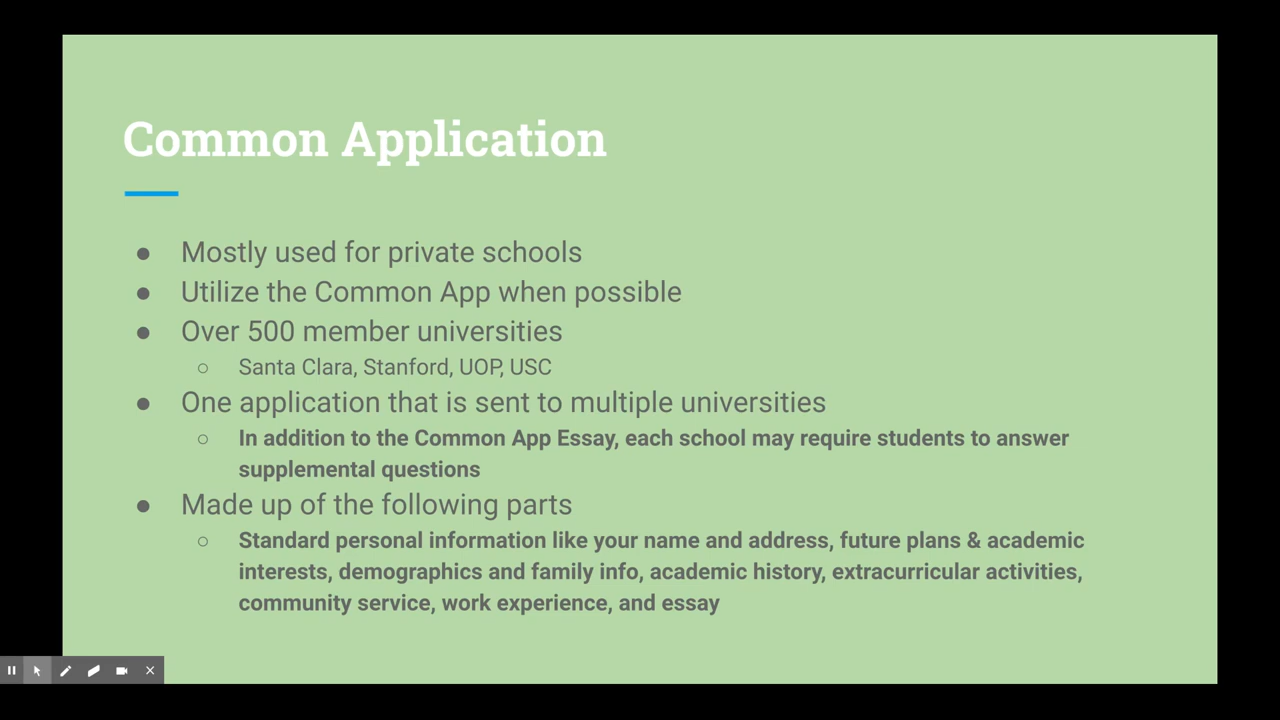 Common Application
● Mostly used for private schools
● Utilize the Common App when possible
● Over 500 member universities
○ Santa Clara, Stanford, UOP, USC
● One application that is sent to multiple universities
○ In addition to the Common App Essay, each school may require students to answer
supplemental questions
● Made up of the following parts
○ Standard personal information like your name and address, future plans & academic
interests, demographics and family info, academic history, extracurricular activities,
community service, work experience, and essay